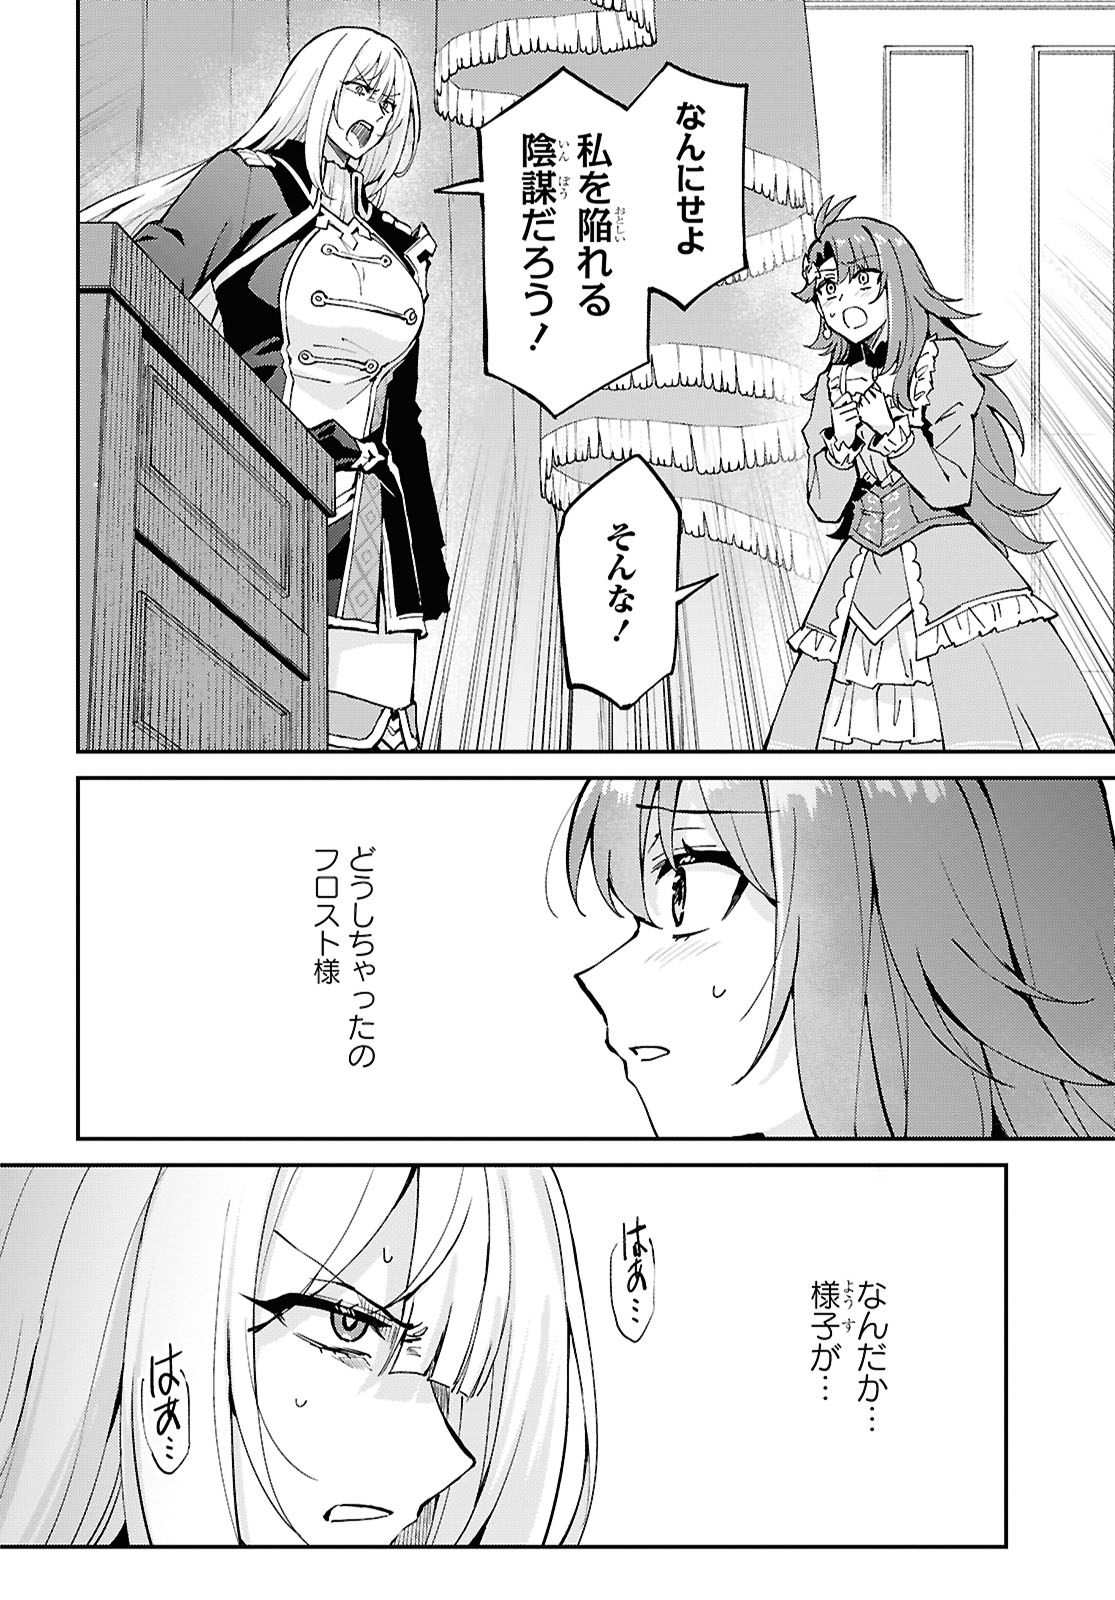 なんにせよ
私を陥れる
陰謀だろう！
そんな！
どうしちゃったの
フロスト様
なんだか…
様子が…
はあ…
はあ…